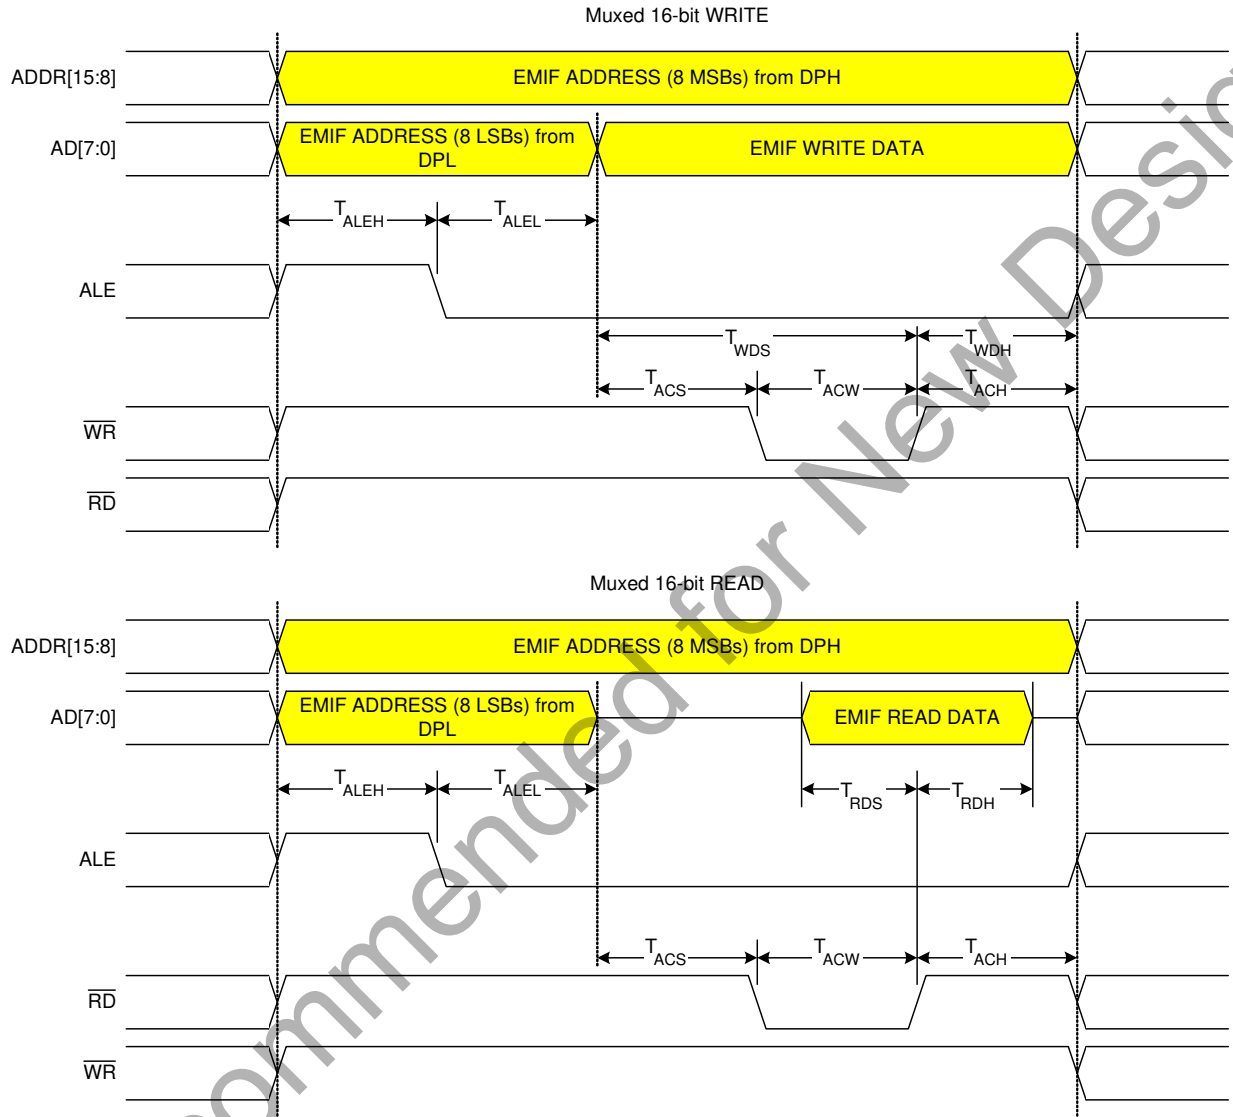 Muxed 16-bit WRITE
ADDR[15:8]
EMIF ADDRESS (8 MSBs) from DPH
AD[7:0]
EMIF ADDRESS (8 LSBs) from
DPL
EMIF WRITE DATA
TALEH
TALEL
ALE
TWDS
TWDH
TACS
TACW
TACH
WR
RD
Muxed 16-bit READ
ADDR[15:8]
EMIF ADDRESS (8 MSBs) from DPH
AD[7:0]
EMIF ADDRESS (8 LSBs) from
DPL
EMIF READ DATA
TALEH
TALEL
TRDS
TRDH
ALE
TACS
TACW
TACH
RD
WR
ommended for New Desig